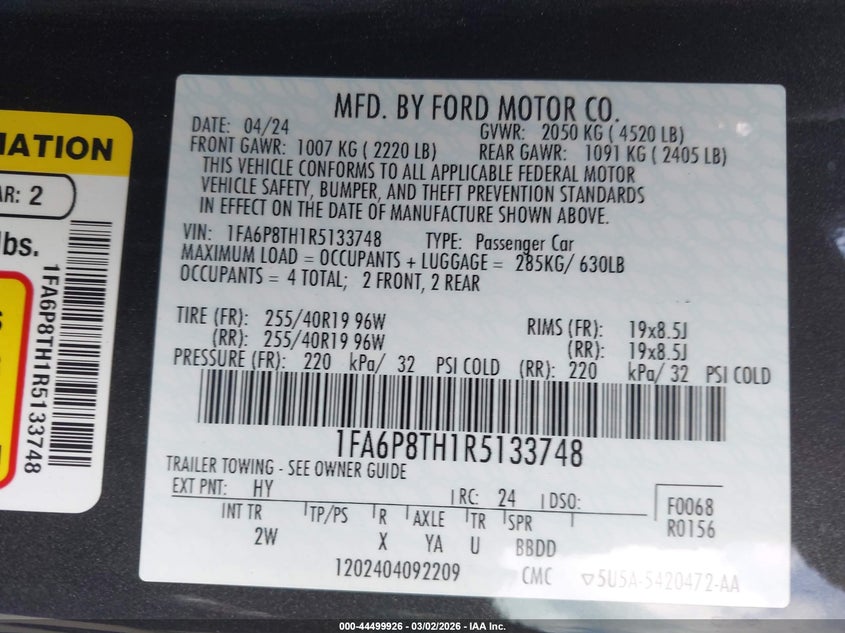 MFD. BY FORD MOTOR CO.
DATE: 04/24 GVWR: 2050 KG ( 4520 LB)
FRONT GAWR: 1007 KG ( 2220 LB) REAR GAWR: 1091 KG ( 2405 LB)
THIS VEHICLE CONFORMS TO ALL APPLICABLE FEDERAL MOTOR
VEHICLE SAFETY, BUMPER, AND THEFT PREVENTION STANDARDS
IN EFFECT ON THE DATE OF MANUFACTURE SHOWN ABOVE.
VIN: 1FA6P8TH1R5133748 TYPE: Passenger Car
MAXIMUM LOAD = OCCUPANTS + LUGGAGE = 285KG/ 630LB
OCCUPANTS = 4 TOTAL; 2 FRONT, 2 REAR
TIRE (FR): 255/40R19 96W RIMS (FR): 19x8.5J
(RR): 255/40R19 96W (RR): 19x8.5J
PRESSURE (FR): 220 kPa/ 32 PSI COLD (RR): 220 kPa/ 32 PSI COLD
1FA6P8TH1R5133748
TRAILER TOWING - SEE OWNER GUIDE
EXT PNT: HY RC: 24 DSO: F0068
R0156
INT TR TP/PS R AXLE TR SPR
2W X YA U BBDD
1202404092209 CMC 5U5A-5420472-AA
MATION
AR: 2
lbs.
1FA6P8TH1R5133748
000-44499926 - 03/02/2026 - IAA Inc.